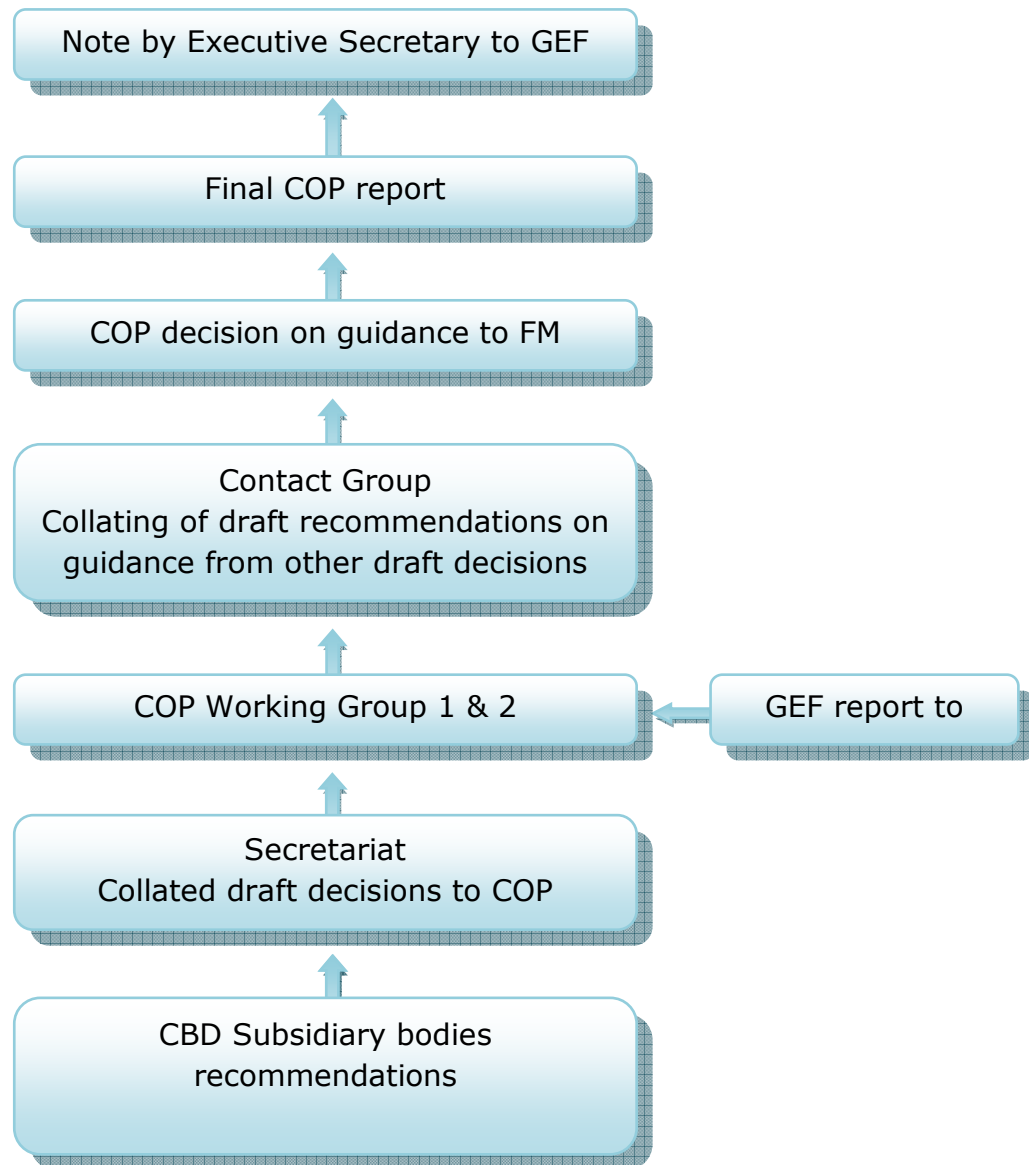 Note by Executive Secretary to GEF
Final COP report
COP decision on guidance to FM
Contact Group
Collating of draft recommendations on
guidance from other draft decisions
COP Working Group 1 & 2
GEF report to
Secretariat
Collated draft decisions to COP
CBD Subsidiary bodies
recommendations